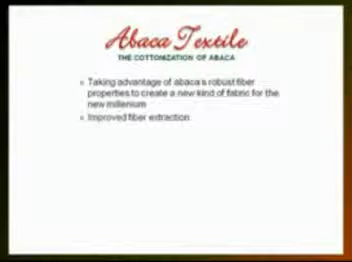 Abaca Textile
THE COTTONIZATION OF ABACA
Taking advantage of abaca's robust fiber
properties to create a new kind of fabric for the
new millenium
Improved fiber extraction